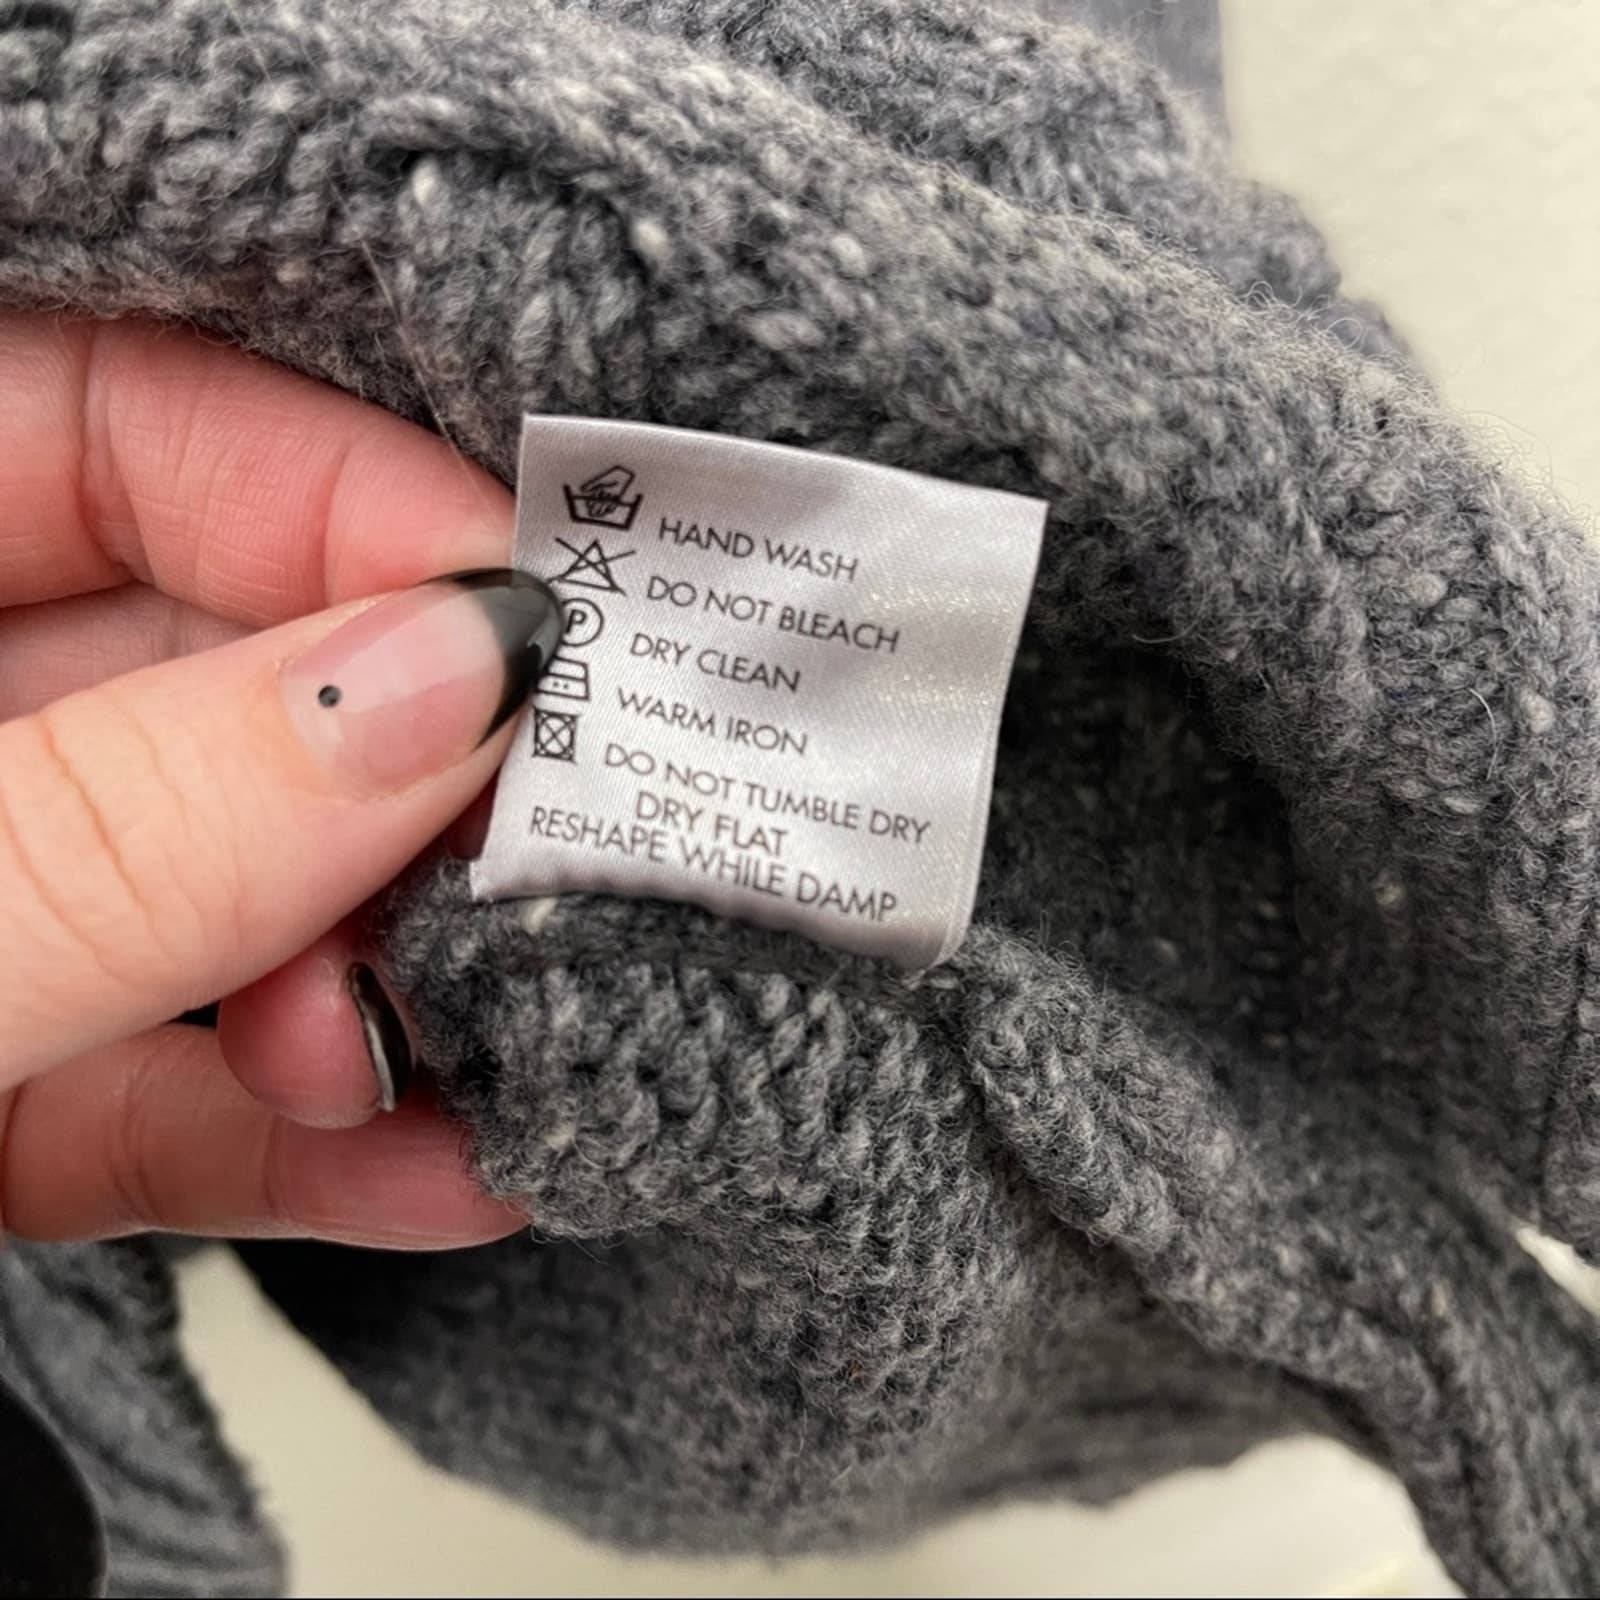 HAND WASH
DO NOT BLEACH
P
DRY CLEAN
WARM IRON
DO NOT TUMBLE DRY
DRY FLAT
RESHAPE WHILE DAMP